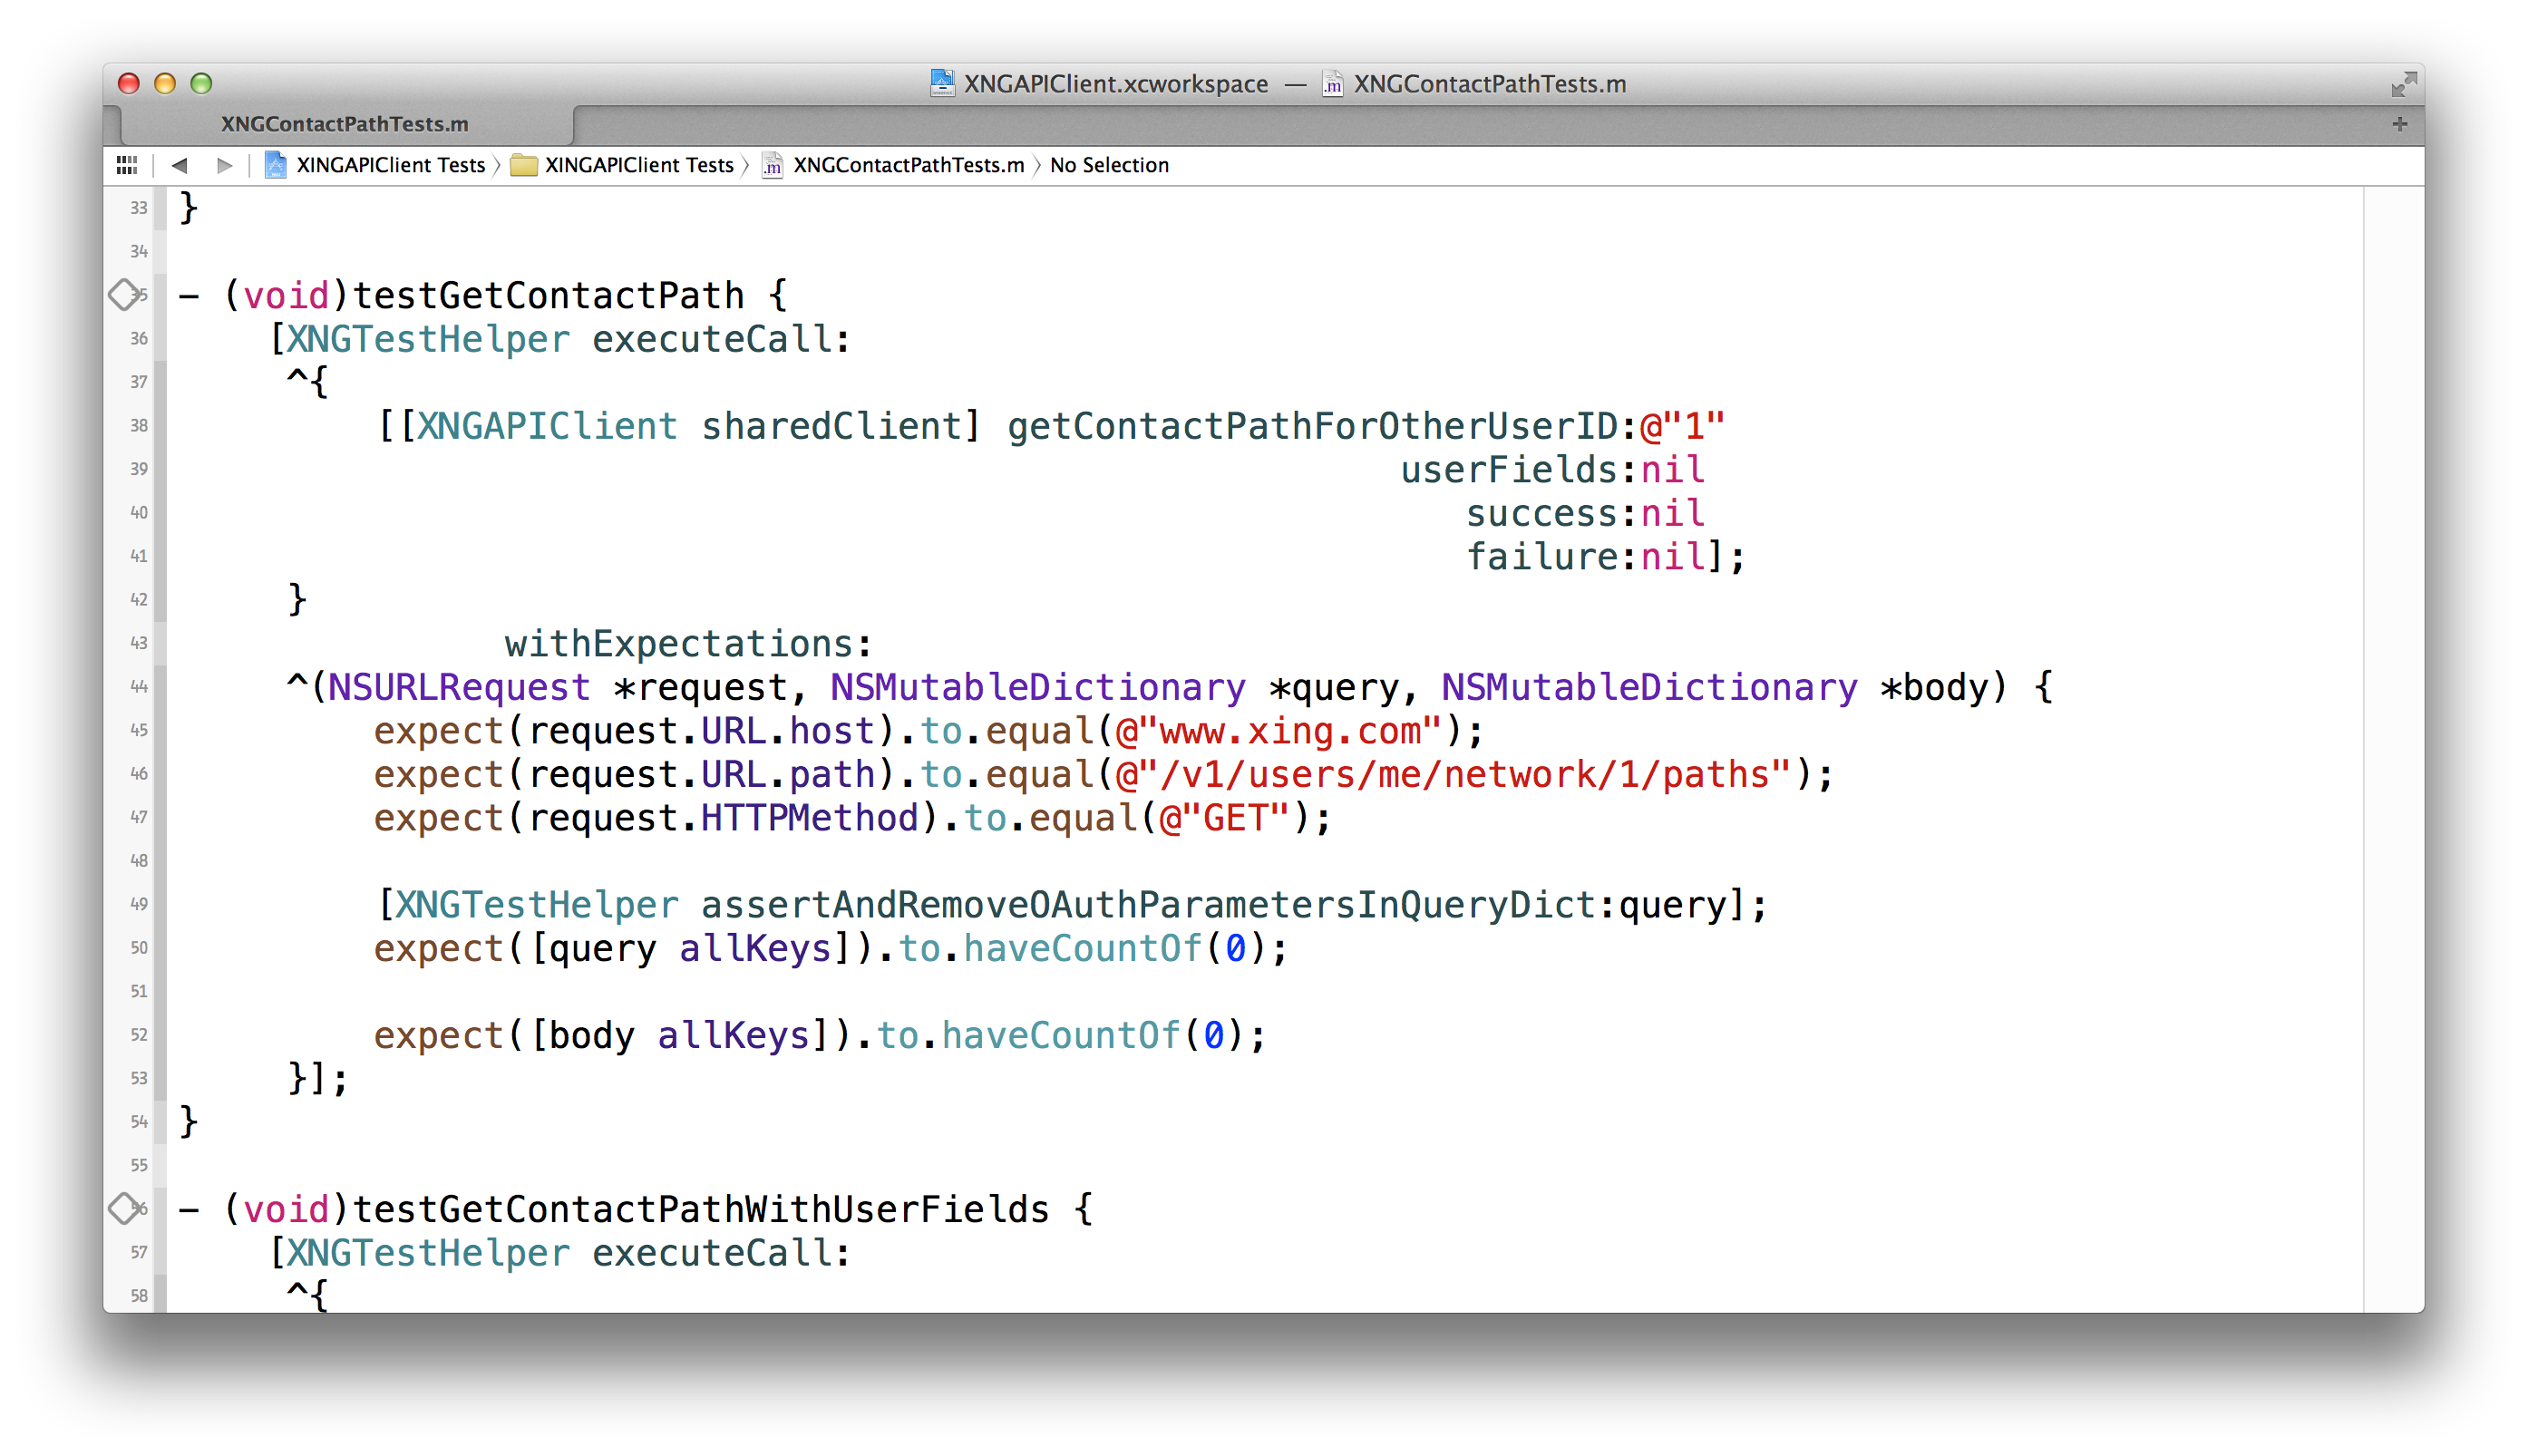 XNGAPIClient.xcworkspace — XNGContactPathTests.m
XNGContactPathTests.m
XINGAPIClient Tests XINGAPIClient Tests XNGContactPathTests.m No Selection
33 }
34
35 - (void)testGetContactPath {
36     [XNGTestHelper executeCall:
37      ^{
38          [[XNGAPIClient sharedClient] getContactPathForOtherUserID:@"1"
39                                                         userFields:nil
40                                                            success:nil
41                                                            failure:nil];
42      }
43                withExpectations:
44      ^(NSURLRequest *request, NSMutableDictionary *query, NSMutableDictionary *body) {
45          expect(request.URL.host).to.equal(@"www.xing.com");
46          expect(request.URL.path).to.equal(@"/v1/users/me/network/1/paths");
47          expect(request.HTTPMethod).to.equal(@"GET");
48
49          [XNGTestHelper assertAndRemoveOAuthParametersInQueryDict:query];
50          expect([query allKeys]).to.haveCountOf(0);
51
52          expect([body allKeys]).to.haveCountOf(0);
53      }];
54 }
55
56 - (void)testGetContactPathWithUserFields {
57     [XNGTestHelper executeCall:
58      ^{